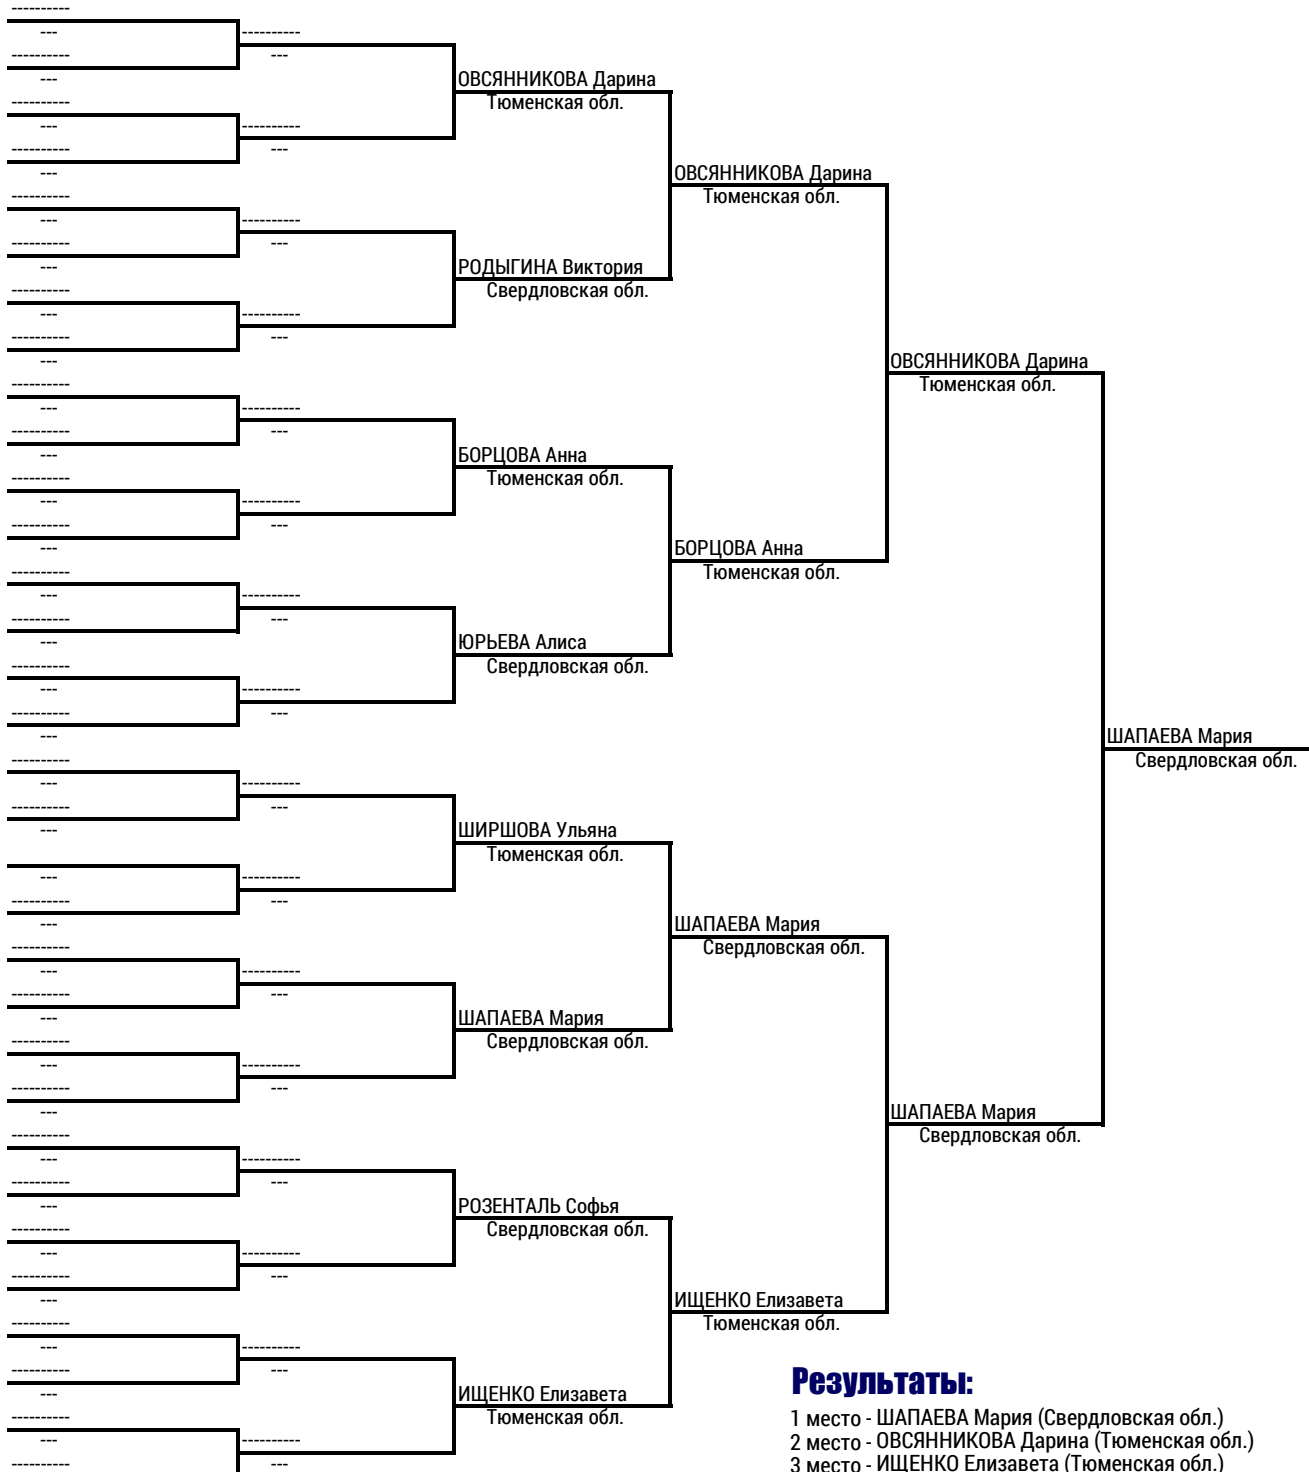 ----------
---
----------
---
----------
---
----------
---
----------
---
----------
---
----------
---
----------
---
----------
---
----------
---
----------
---
----------
---
----------
---
----------
---
----------
---
----------
---
----------
---
----------
---
---
----------
---
----------
---
----------
---
----------
---
----------
---
----------
---
----------
---
----------
---
----------
---
----------
---
----------
---
----------
---
----------
---
----------
----------
---
----------
---
----------
---
----------
---
----------
---
----------
---
----------
---
----------
---
----------
---
----------
---
----------
---
----------
---
----------
---
----------
---
----------
---
----------
---
ОВСЯННИКОВА Дарина
Тюменская обл.
РОДЫГИНА Виктория
Свердловская обл.
БОРЦОВА Анна
Тюменская обл.
ЮРЬЕВА Алиса
Свердловская обл.
ШИРШОВА Ульяна
Тюменская обл.
ШАПАЕВА Мария
Свердловская обл.
РОЗЕНТАЛЬ Софья
Свердловская обл.
ИЩЕНКО Елизавета
Тюменская обл.
ОВСЯННИКОВА Дарина
Тюменская обл.
БОРЦОВА Анна
Тюменская обл.
ШАПАЕВА Мария
Свердловская обл.
ИЩЕНКО Елизавета
Тюменская обл.
ОВСЯННИКОВА Дарина
Тюменская обл.
ШАПАЕВА Мария
Свердловская обл.
ШАПАЕВА Мария
Свердловская обл.
Результаты:
1 место - ШАПАЕВА Мария (Свердловская обл.)
2 место - ОВСЯННИКОВА Дарина (Тюменская обл.)
3 место - ИЩЕНКО Елизавета (Тюменская обл.)